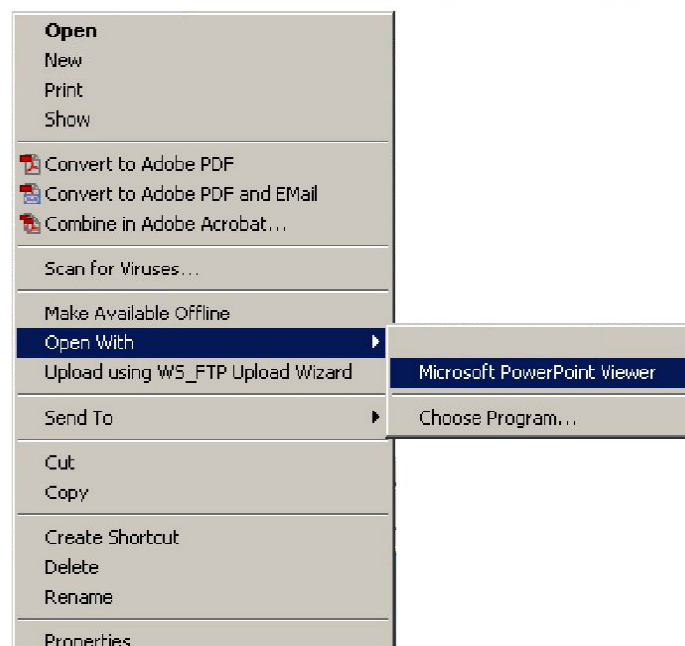 Open
New
Print
Show
Convert to Adobe PDF
Convert to Adobe PDF and EMail
Combine in Adobe Acrobat...
Scan for Viruses...
Make Available Offline
Open With
Upload using WS_FTP Upload Wizard
Microsoft PowerPoint Viewer
Send To
Choose Program...
Cut
Copy
Create Shortcut
Delete
Rename
Properties